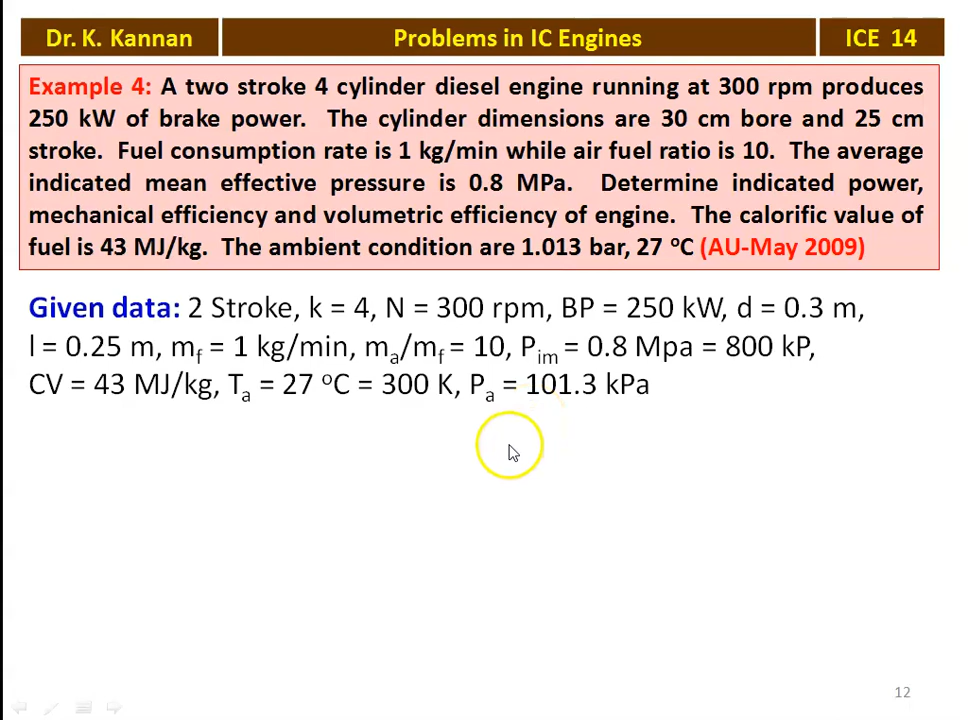 Dr. K. Kannan
Problems in IC Engines
ICE 14
Example 4: A two stroke 4 cylinder diesel engine running at 300 rpm produces
250 kW of brake power. The cylinder dimensions are 30 cm bore and 25 cm
stroke. Fuel consumption rate is 1 kg/min while air fuel ratio is 10. The average
indicated mean effective pressure is 0.8 MPa. Determine indicated power,
mechanical efficiency and volumetric efficiency of engine. The calorific value of
fuel is 43 MJ/kg. The ambient condition are 1.013 bar, 27 ºC (AU-May 2009)
Given data: 2 Stroke, k = 4, N = 300 rpm, BP = 250 kW, d = 0.3 m,
l = 0.25 m, mf = 1 kg/min, ma/mf = 10, Pim = 0.8 Mpa = 800 kP,
CV = 43 MJ/kg, Ta = 27 ºC = 300 K, Pa = 101.3 kPa
12